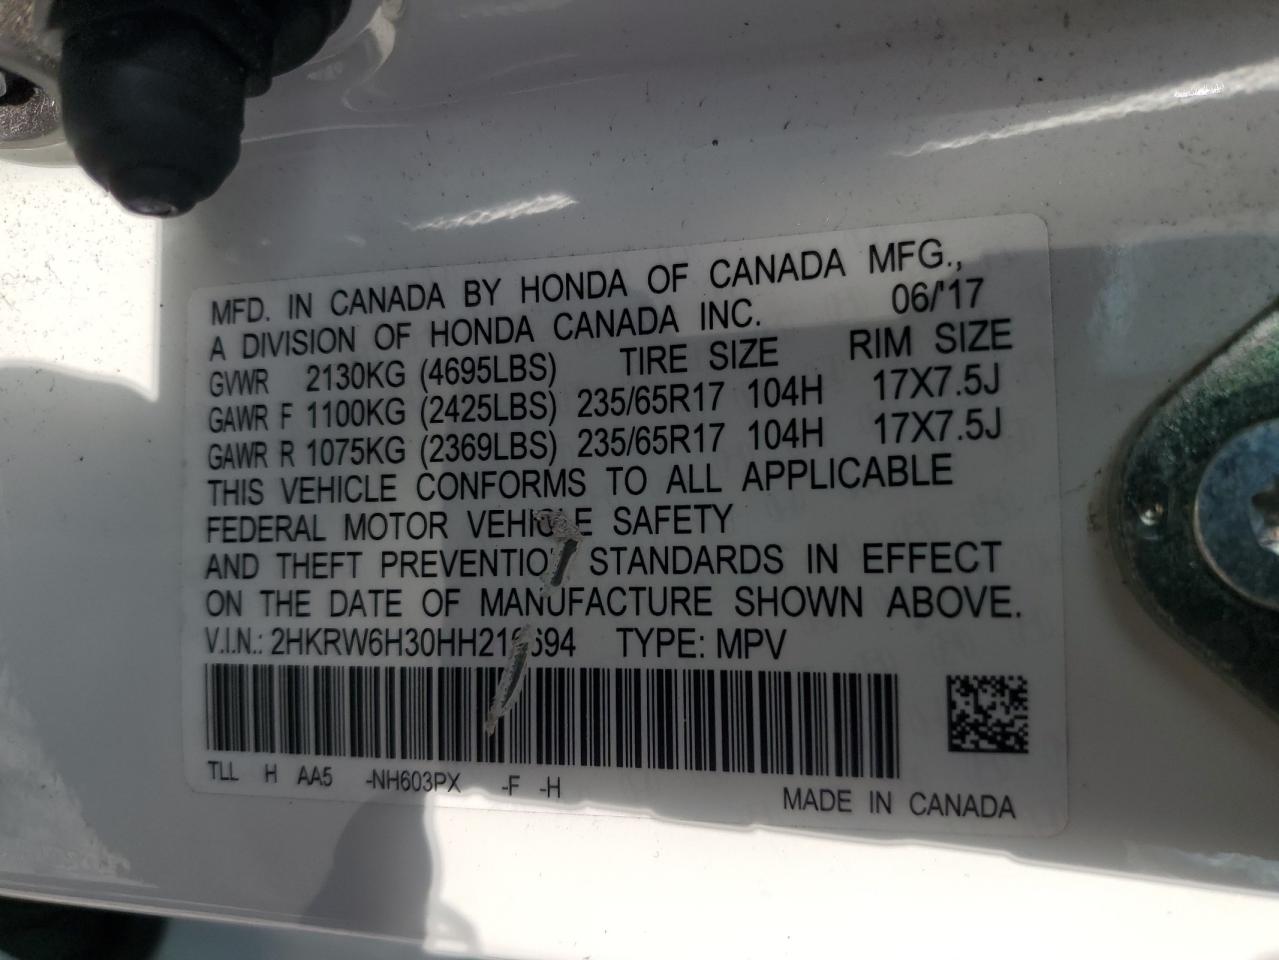 MFD. IN CANADA BY HONDA OF CANADA MFG.,
A DIVISION OF HONDA CANADA INC. 06/'17
GVWR 2130KG (4695LBS) TIRE SIZE RIM SIZE
GAWR F 1100KG (2425LBS) 235/65R17 104H 17X7.5J
GAWR R 1075KG (2369LBS) 235/65R17 104H 17X7.5J
THIS VEHICLE CONFORMS TO ALL APPLICABLE
FEDERAL MOTOR VEHICLE SAFETY
AND THEFT PREVENTION STANDARDS IN EFFECT
ON THE DATE OF MANUFACTURE SHOWN ABOVE.
V.I.N.: TYPE: MPV
TLL H AA5 -NH603PX -F -H
MADE IN CANADA